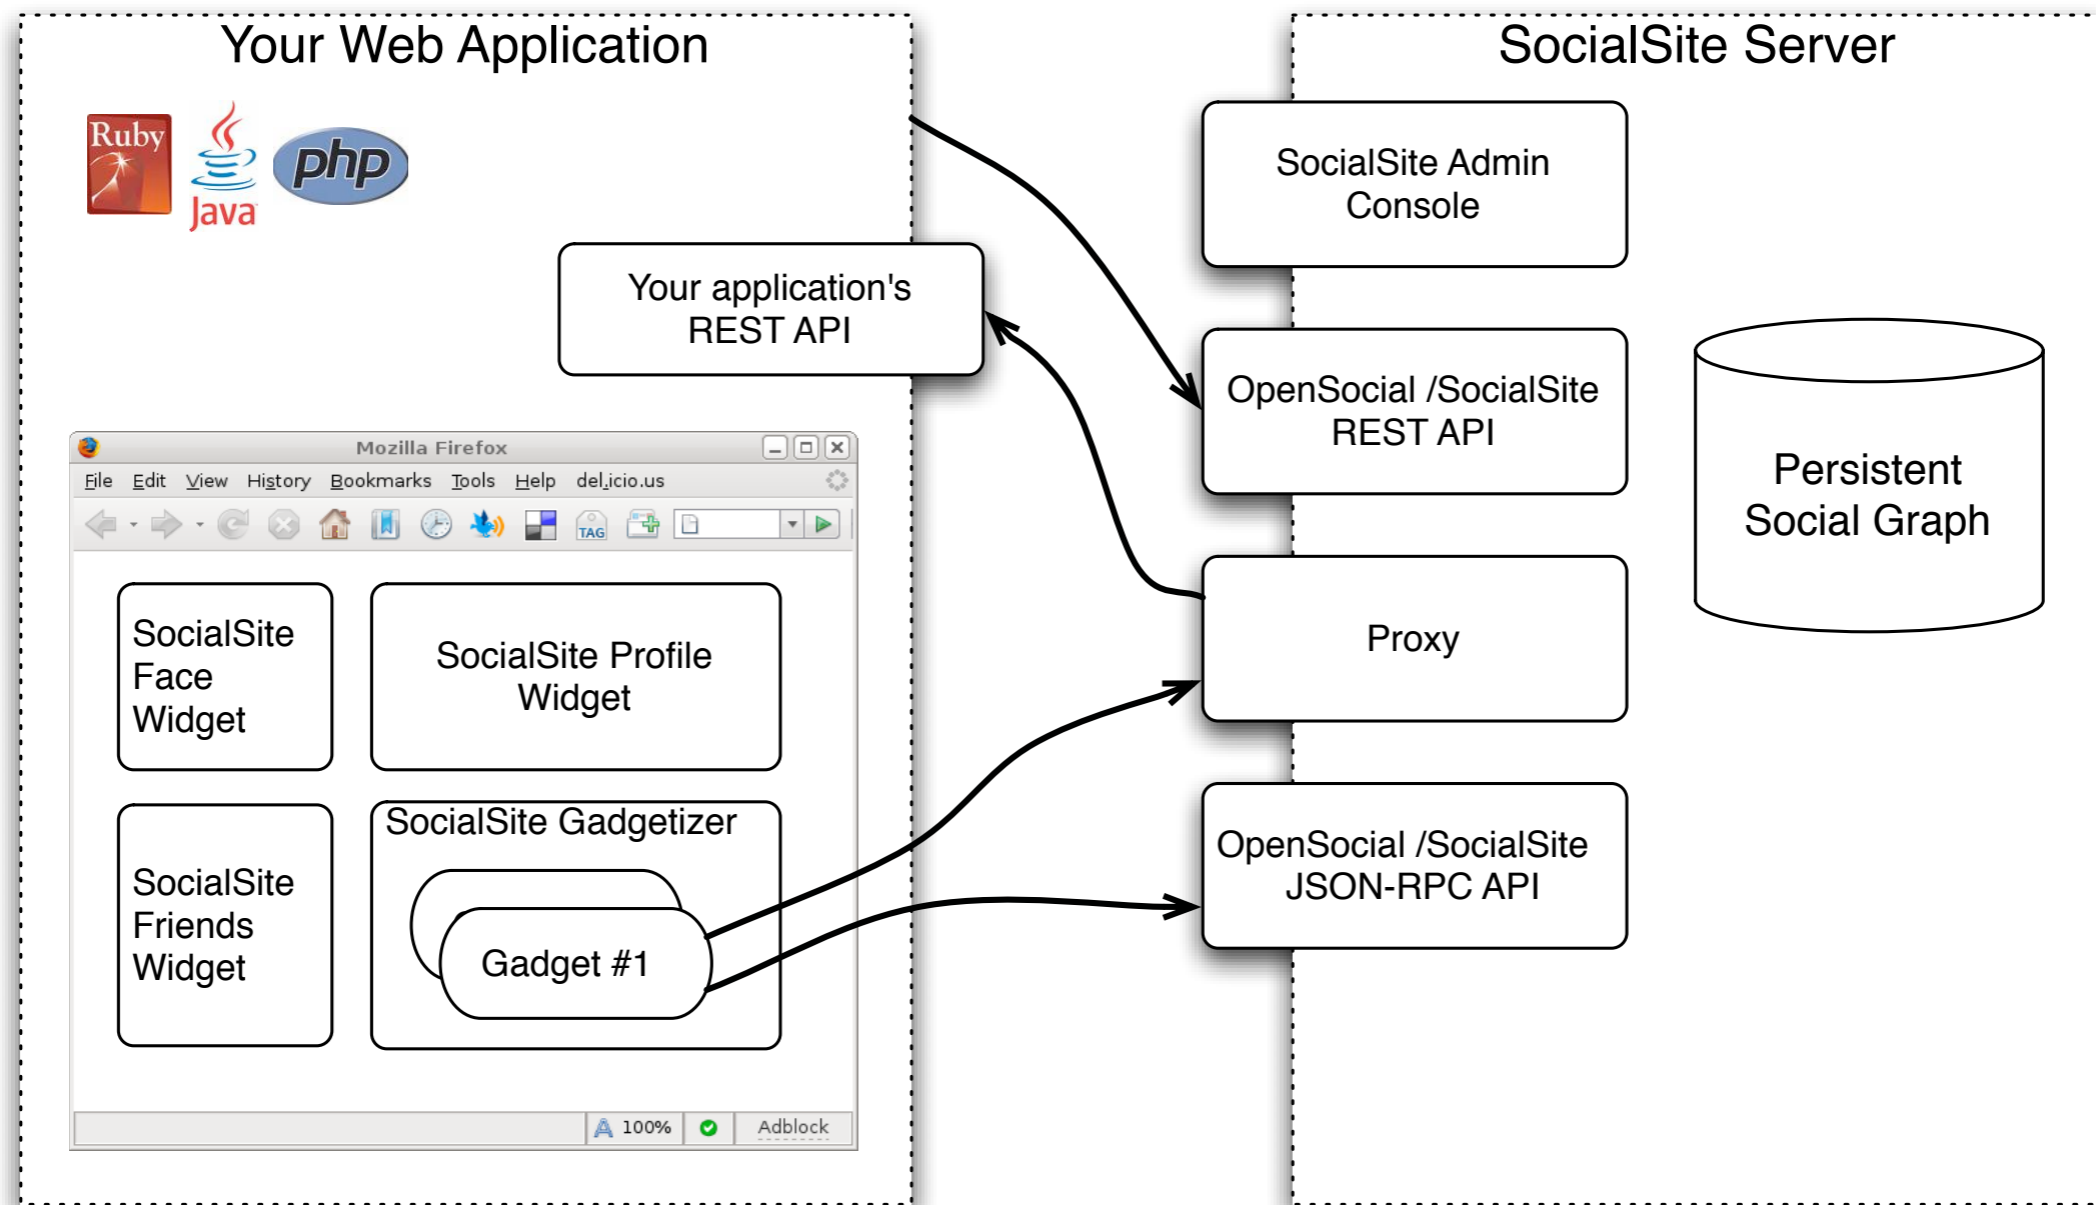 Your Web Application
Ruby
Java
php
Your application's
REST API
Mozilla Firefox
File Edit View History Bookmarks Tools Help del.icio.us
TAG
SocialSite
Face
Widget
SocialSite Profile
Widget
SocialSite
Friends
Widget
SocialSite Gadgetizer
Gadget #1
A 100% Adblock
SocialSite Server
SocialSite Admin
Console
OpenSocial /SocialSite
REST API
Proxy
OpenSocial /SocialSite
JSON-RPC API
Persistent
Social Graph